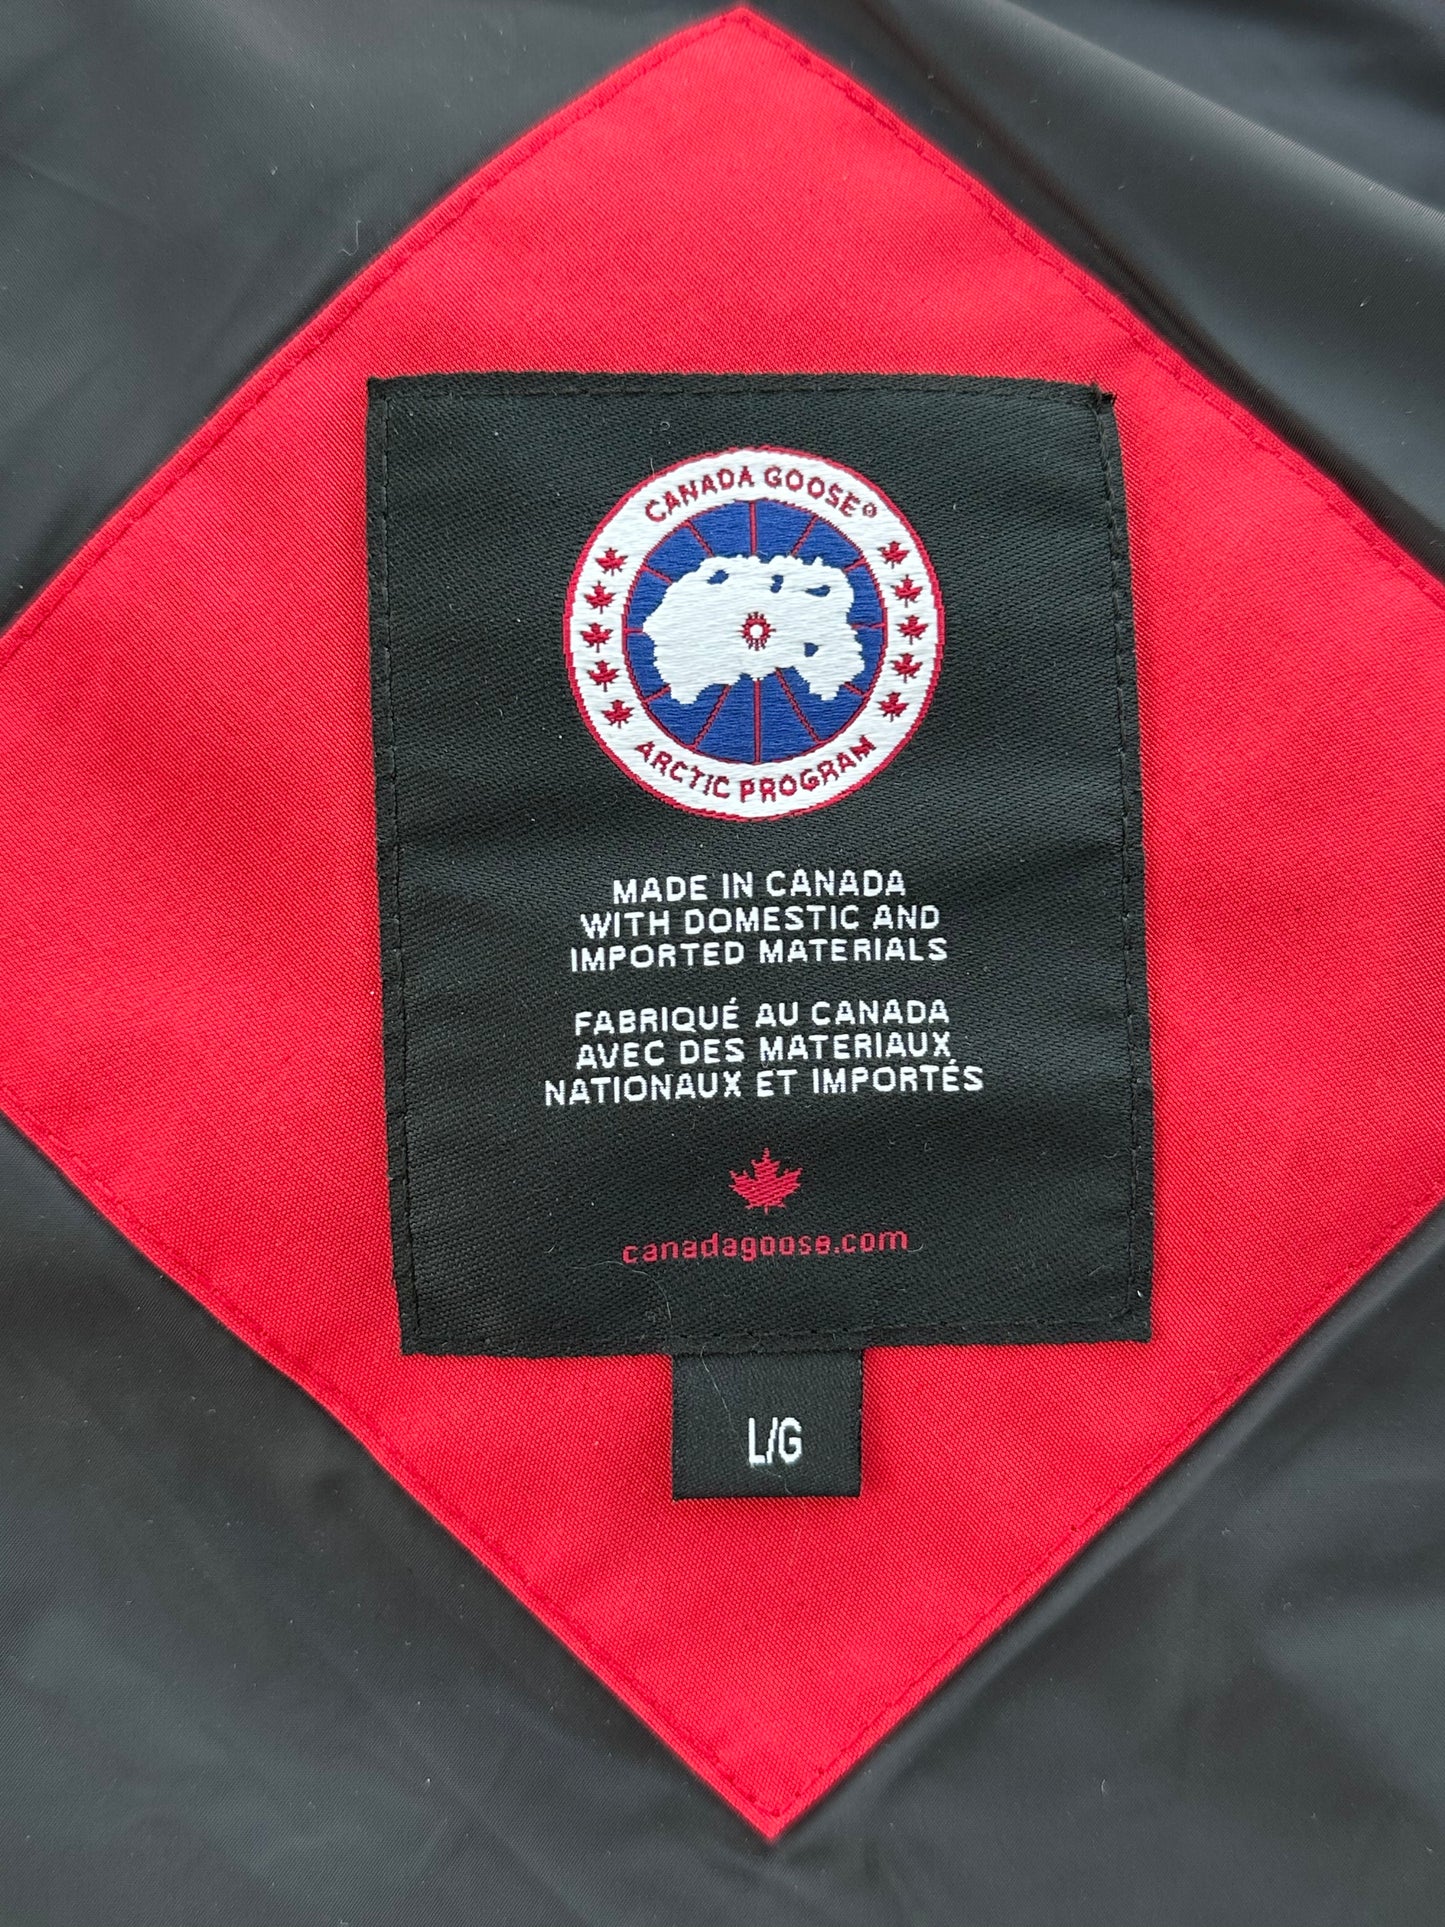 CANADA GOOSE®
ARCTIC PROGRAM
MADE IN CANADA
WITH DOMESTIC AND
IMPORTED MATERIALS
FABRIQUÉ AU CANADA
AVEC DES MATERIAUX
NATIONAUX ET IMPORTÉS
canadagoose.com
L/G